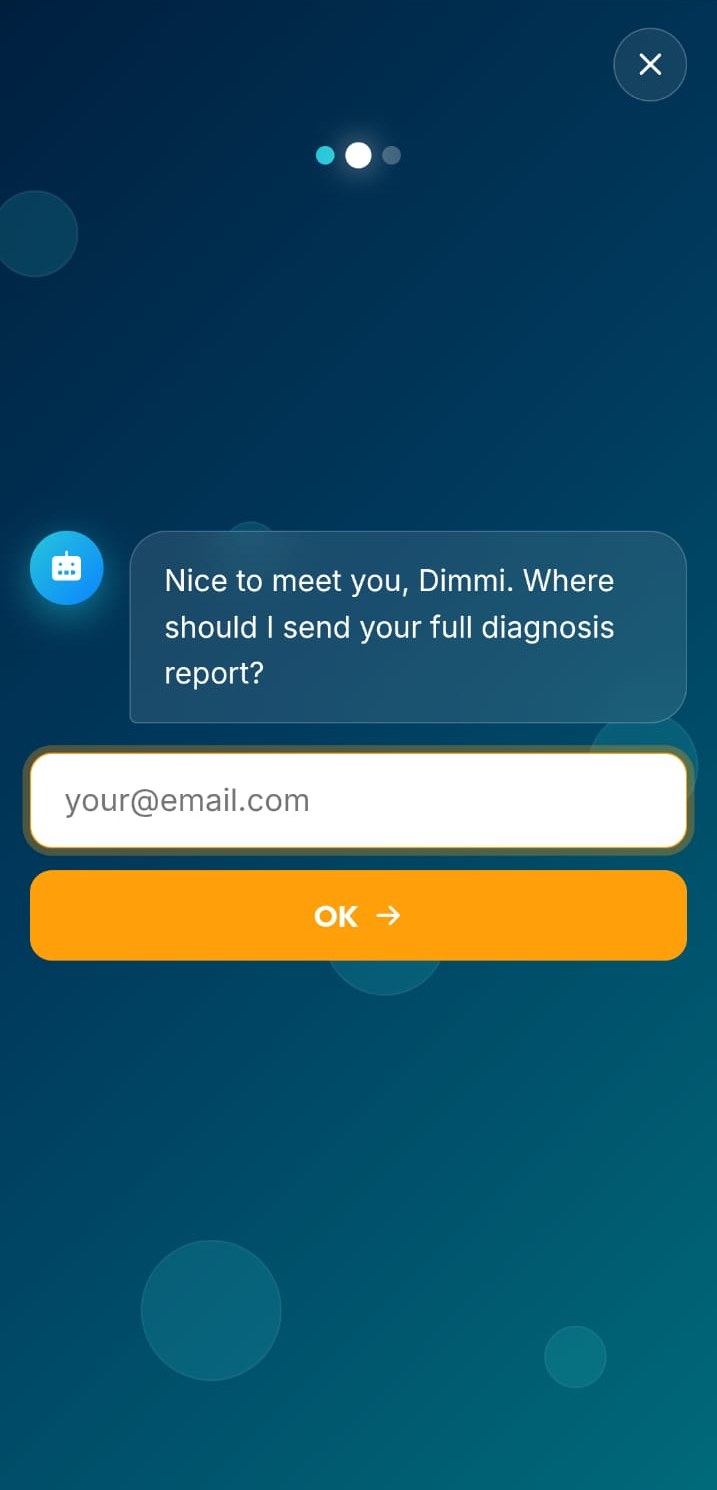 Nice to meet you, Dimmi. Where
should I send your full diagnosis
report?
your@email.com
OK →